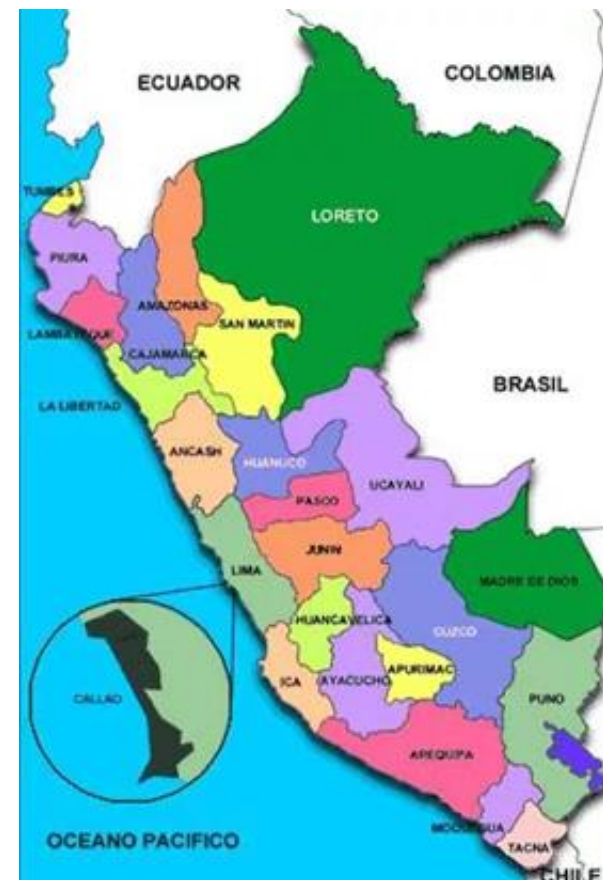 COLOMBIA
ECUADOR
TUMBES
LORETO
PIURA
AMAZONAS
SAN MARTIN
LAMBAYEQUE
CAJAMARCA
BRASIL
LA LIBERTAD
ANCASH
HUANUCO
UCAYALI
PASCO
JUNIN
LIMA
MADRE DE DIOS
HUANCAVELICA
CUZCO
APURIMAC
ICA
AYACUCHO
PUNO
CALLAO
AREQUIPA
MOQUEGUA
OCEANO PACIFICO
TACNA
CHILE